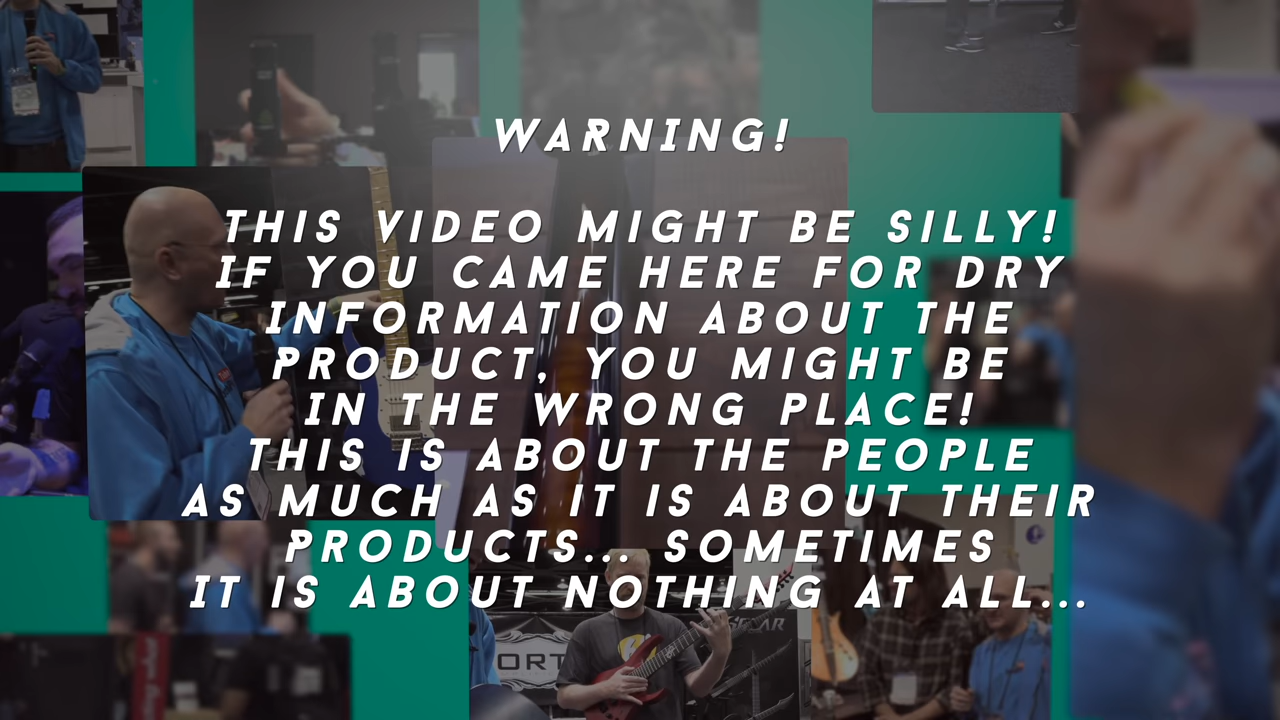 WARNING!
THIS VIDEO MIGHT BE SILLY!
IF YOU CAME HERE FOR DRY
INFORMATION ABOUT THE
PRODUCT, YOU MIGHT BE
IN THE WRONG PLACE!
THIS IS ABOUT THE PEOPLE
AS MUCH AS IT IS ABOUT THEIR
PRODUCTS... SOMETIMES
IT IS ABOUT NOTHING AT ALL...
ORT